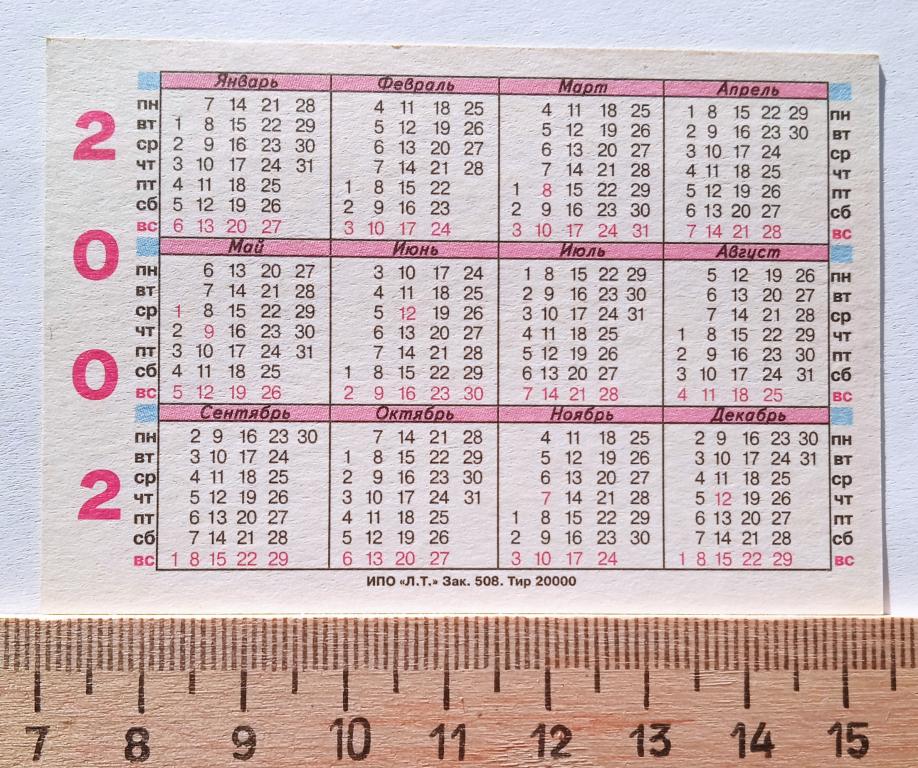 2
0
0
2
Январь Февраль Март Апрель
пн 7 14 21 28 4 11 18 25 4 11 18 25 1 8 15 22 29 пн
вт 1 8 15 22 29 5 12 19 26 5 12 19 26 2 9 16 23 30 вт
ср 2 9 16 23 30 6 13 20 27 6 13 20 27 3 10 17 24 ср
чт 3 10 17 24 31 7 14 21 28 7 14 21 28 4 11 18 25 чт
пт 4 11 18 25 1 8 15 22 1 8 15 22 29 5 12 19 26 пт
сб 5 12 19 26 2 9 16 23 2 9 16 23 30 6 13 20 27 сб
вс 6 13 20 27 3 10 17 24 3 10 17 24 31 7 14 21 28 вс
Май Июнь Июль Август
пн 6 13 20 27 3 10 17 24 1 8 15 22 29 5 12 19 26 пн
вт 7 14 21 28 4 11 18 25 2 9 16 23 30 6 13 20 27 вт
ср 1 8 15 22 29 5 12 19 26 3 10 17 24 31 7 14 21 28 ср
чт 2 9 16 23 30 6 13 20 27 4 11 18 25 1 8 15 22 29 чт
пт 3 10 17 24 31 7 14 21 28 5 12 19 26 2 9 16 23 30 пт
сб 4 11 18 25 1 8 15 22 29 6 13 20 27 3 10 17 24 31 сб
вс 5 12 19 26 2 9 16 23 30 7 14 21 28 4 11 18 25 вс
Сентябрь Октябрь Ноябрь Декабрь
пн 2 9 16 23 30 7 14 21 28 4 11 18 25 2 9 16 23 30 пн
вт 3 10 17 24 1 8 15 22 29 5 12 19 26 3 10 17 24 31 вт
ср 4 11 18 25 2 9 16 23 30 6 13 20 27 4 11 18 25 ср
чт 5 12 19 26 3 10 17 24 31 7 14 21 28 5 12 19 26 чт
пт 6 13 20 27 4 11 18 25 1 8 15 22 29 6 13 20 27 пт
сб 7 14 21 28 5 12 19 26 2 9 16 23 30 7 14 21 28 сб
вс 1 8 15 22 29 6 13 20 27 3 10 17 24 1 8 15 22 29 вс
ИПО «Л.Т.» Зак. 508. Тир 20000
7 8 9 10 11 12 13 14 15